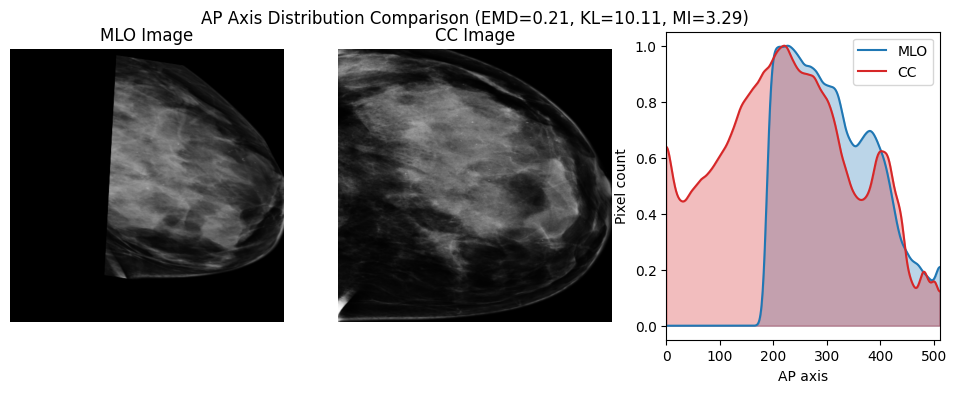 AP Axis Distribution Comparison (EMD=0.21, KL=10.11, MI=3.29)
MLO Image
CC Image
MLO
CC
Pixel count
1.0
0.8
0.6
0.4
0.2
0.0
0 100 200 300 400 500
AP axis